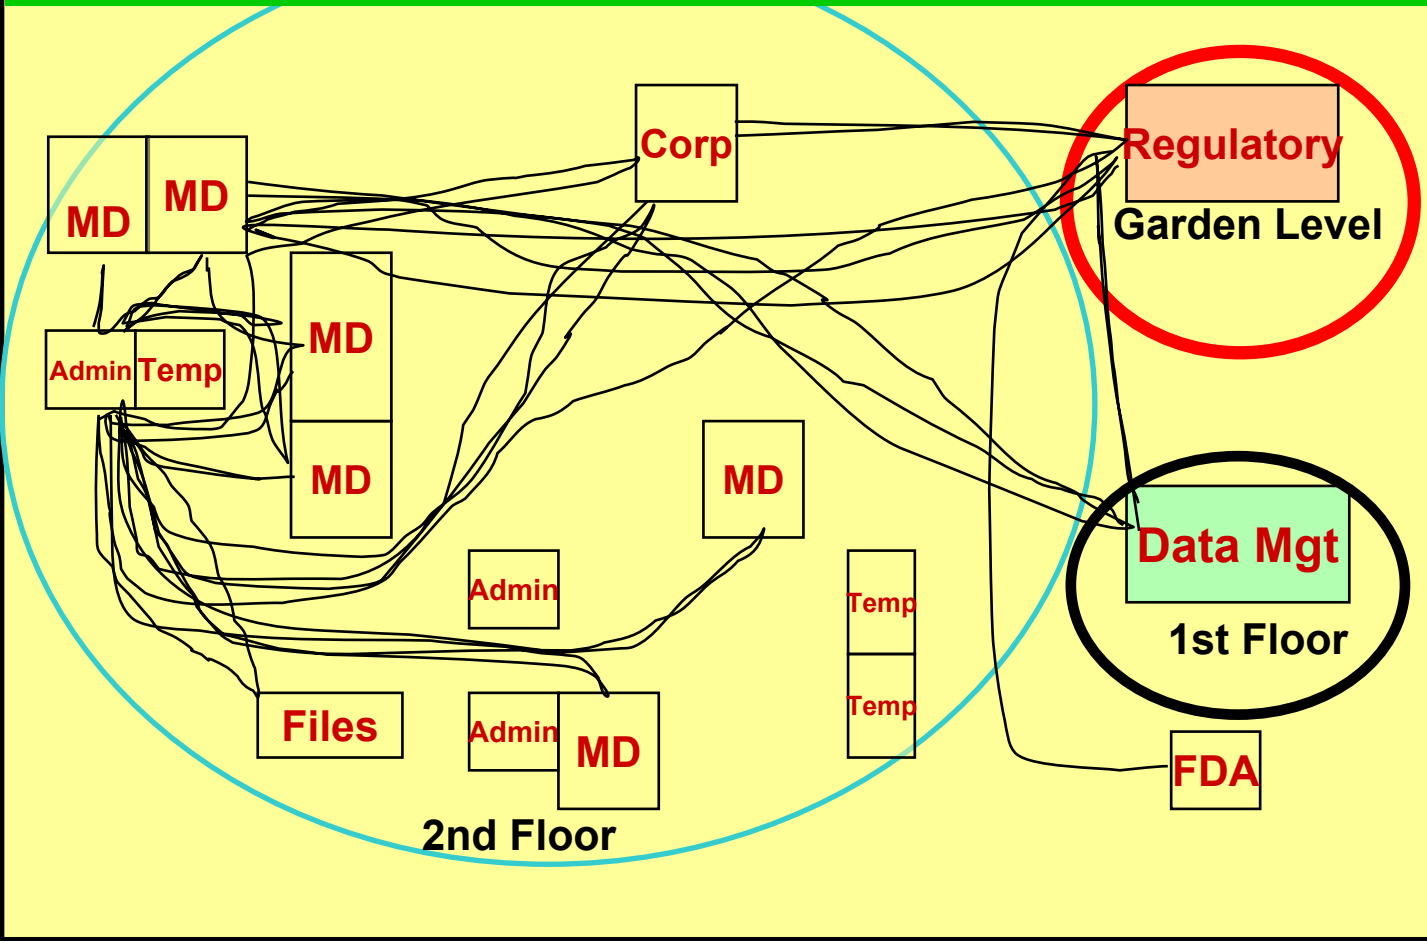 Corp
Regulatory
MD
MD
Garden Level
MD
Admin
Temp
MD
MD
Data Mgt
Admin
Temp
1st Floor
Temp
Files
Admin
MD
FDA
2nd Floor